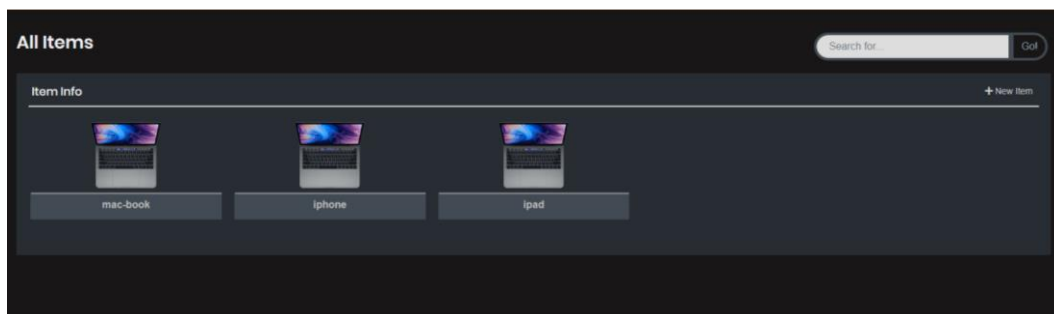 All Items
Search for...
Go!
Item Info
+ New Item
mac-book
iphone
ipad